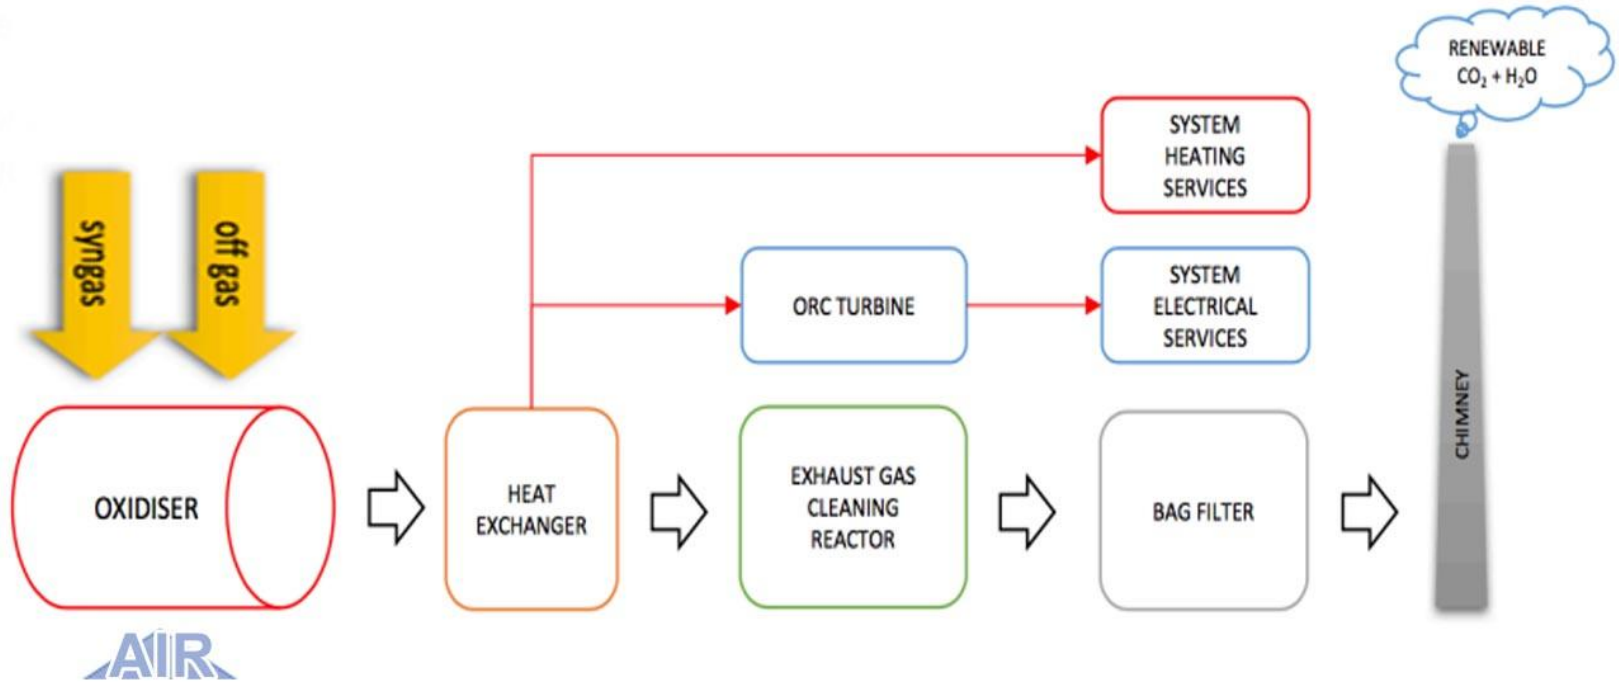 RENEWABLE
CO₂ + H₂O
SYSTEM
HEATING
SERVICES
syngas
off gas
ORC TURBINE
SYSTEM
ELECTRICAL
SERVICES
CHIMNEY
OXIDISER
HEAT
EXCHANGER
EXHAUST GAS
CLEANING
REACTOR
BAG FILTER
AIR